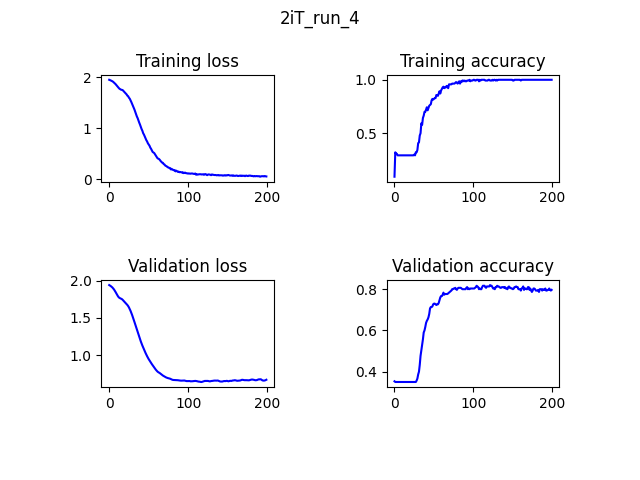 2iT_run_4
Training loss
Training accuracy
2
1
0
0 100 200
1.0
0.5
0 100 200
Validation loss
Validation accuracy
2.0
1.5
1.0
0 100 200
0.8
0.6
0.4
0 100 200